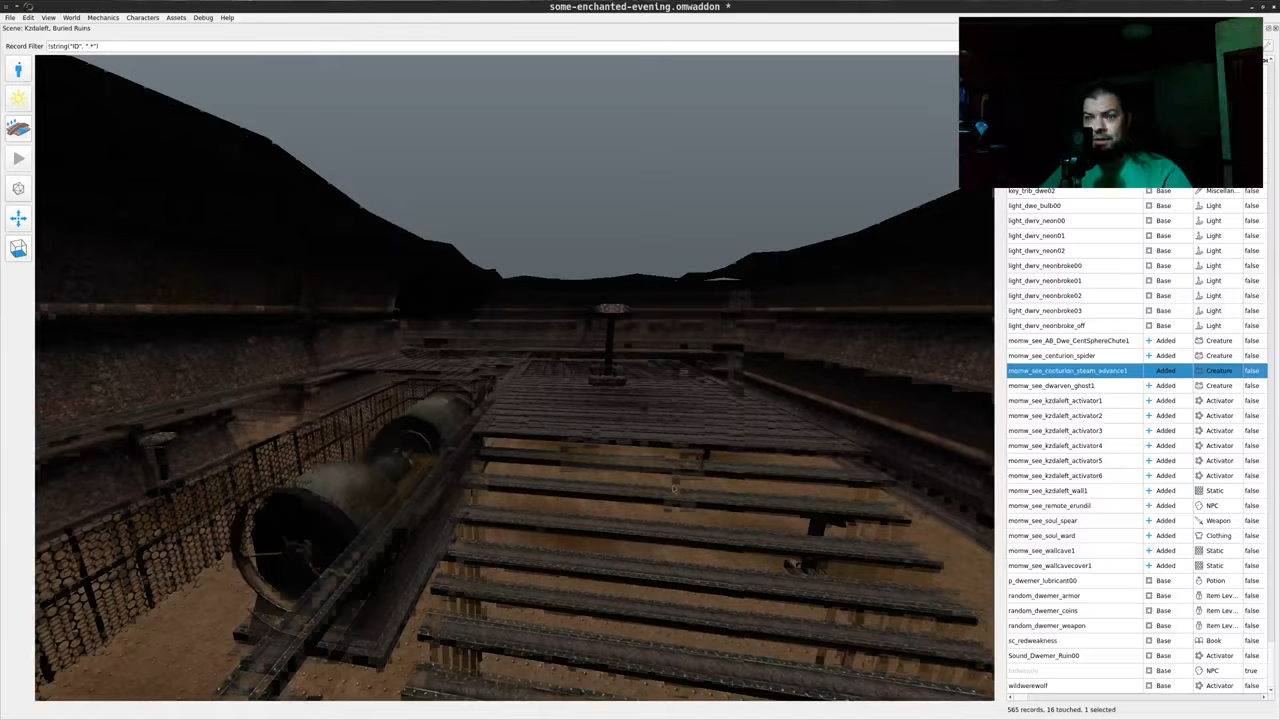 some-enchanted-evening.omwaddon *
File Edit View World Mechanics Characters Assets Debug Help
Scene: Kzdaleft, Buried Ruins
Record Filter !string("ID", ".*")
key_trib_dwe02 Base Miscellan... false
light_dwe_bulb00 Base Light false
light_dwrv_neon00 Base Light false
light_dwrv_neon01 Base Light false
light_dwrv_neon02 Base Light false
light_dwrv_neonbroke00 Base Light false
light_dwrv_neonbroke01 Base Light false
light_dwrv_neonbroke02 Base Light false
light_dwrv_neonbroke03 Base Light false
light_dwrv_neonbroke_off Base Light false
momw_see_AB_Dwe_CentSphereChute1 Added Creature false
momw_see_centurion_spider Added Creature false
momw_see_centurion_steam_advance1 Added Creature false
momw_see_dwarven_ghost1 Added Creature false
momw_see_kzdaleft_activator1 Added Activator false
momw_see_kzdaleft_activator2 Added Activator false
momw_see_kzdaleft_activator3 Added Activator false
momw_see_kzdaleft_activator4 Added Activator false
momw_see_kzdaleft_activator5 Added Activator false
momw_see_kzdaleft_activator6 Added Activator false
momw_see_kzdaleft_wall1 Added Static false
momw_see_remote_erundil Added NPC false
momw_see_soul_spear Added Weapon false
momw_see_soul_ward Added Clothing false
momw_see_wallcave1 Added Static false
momw_see_wallcavecover1 Added Static false
p_dwemer_lubricant00 Base Potion false
random_dwemer_armor Base Item Lev... false
random_dwemer_coins Base Item Lev... false
random_dwemer_weapon Base Item Lev... false
sc_redweakness Base Book false
Sound_Dwemer_Ruin00 Base Activator false
Base NPC true
wildwerewolf Base Activator false
565 records, 16 touched, 1 selected